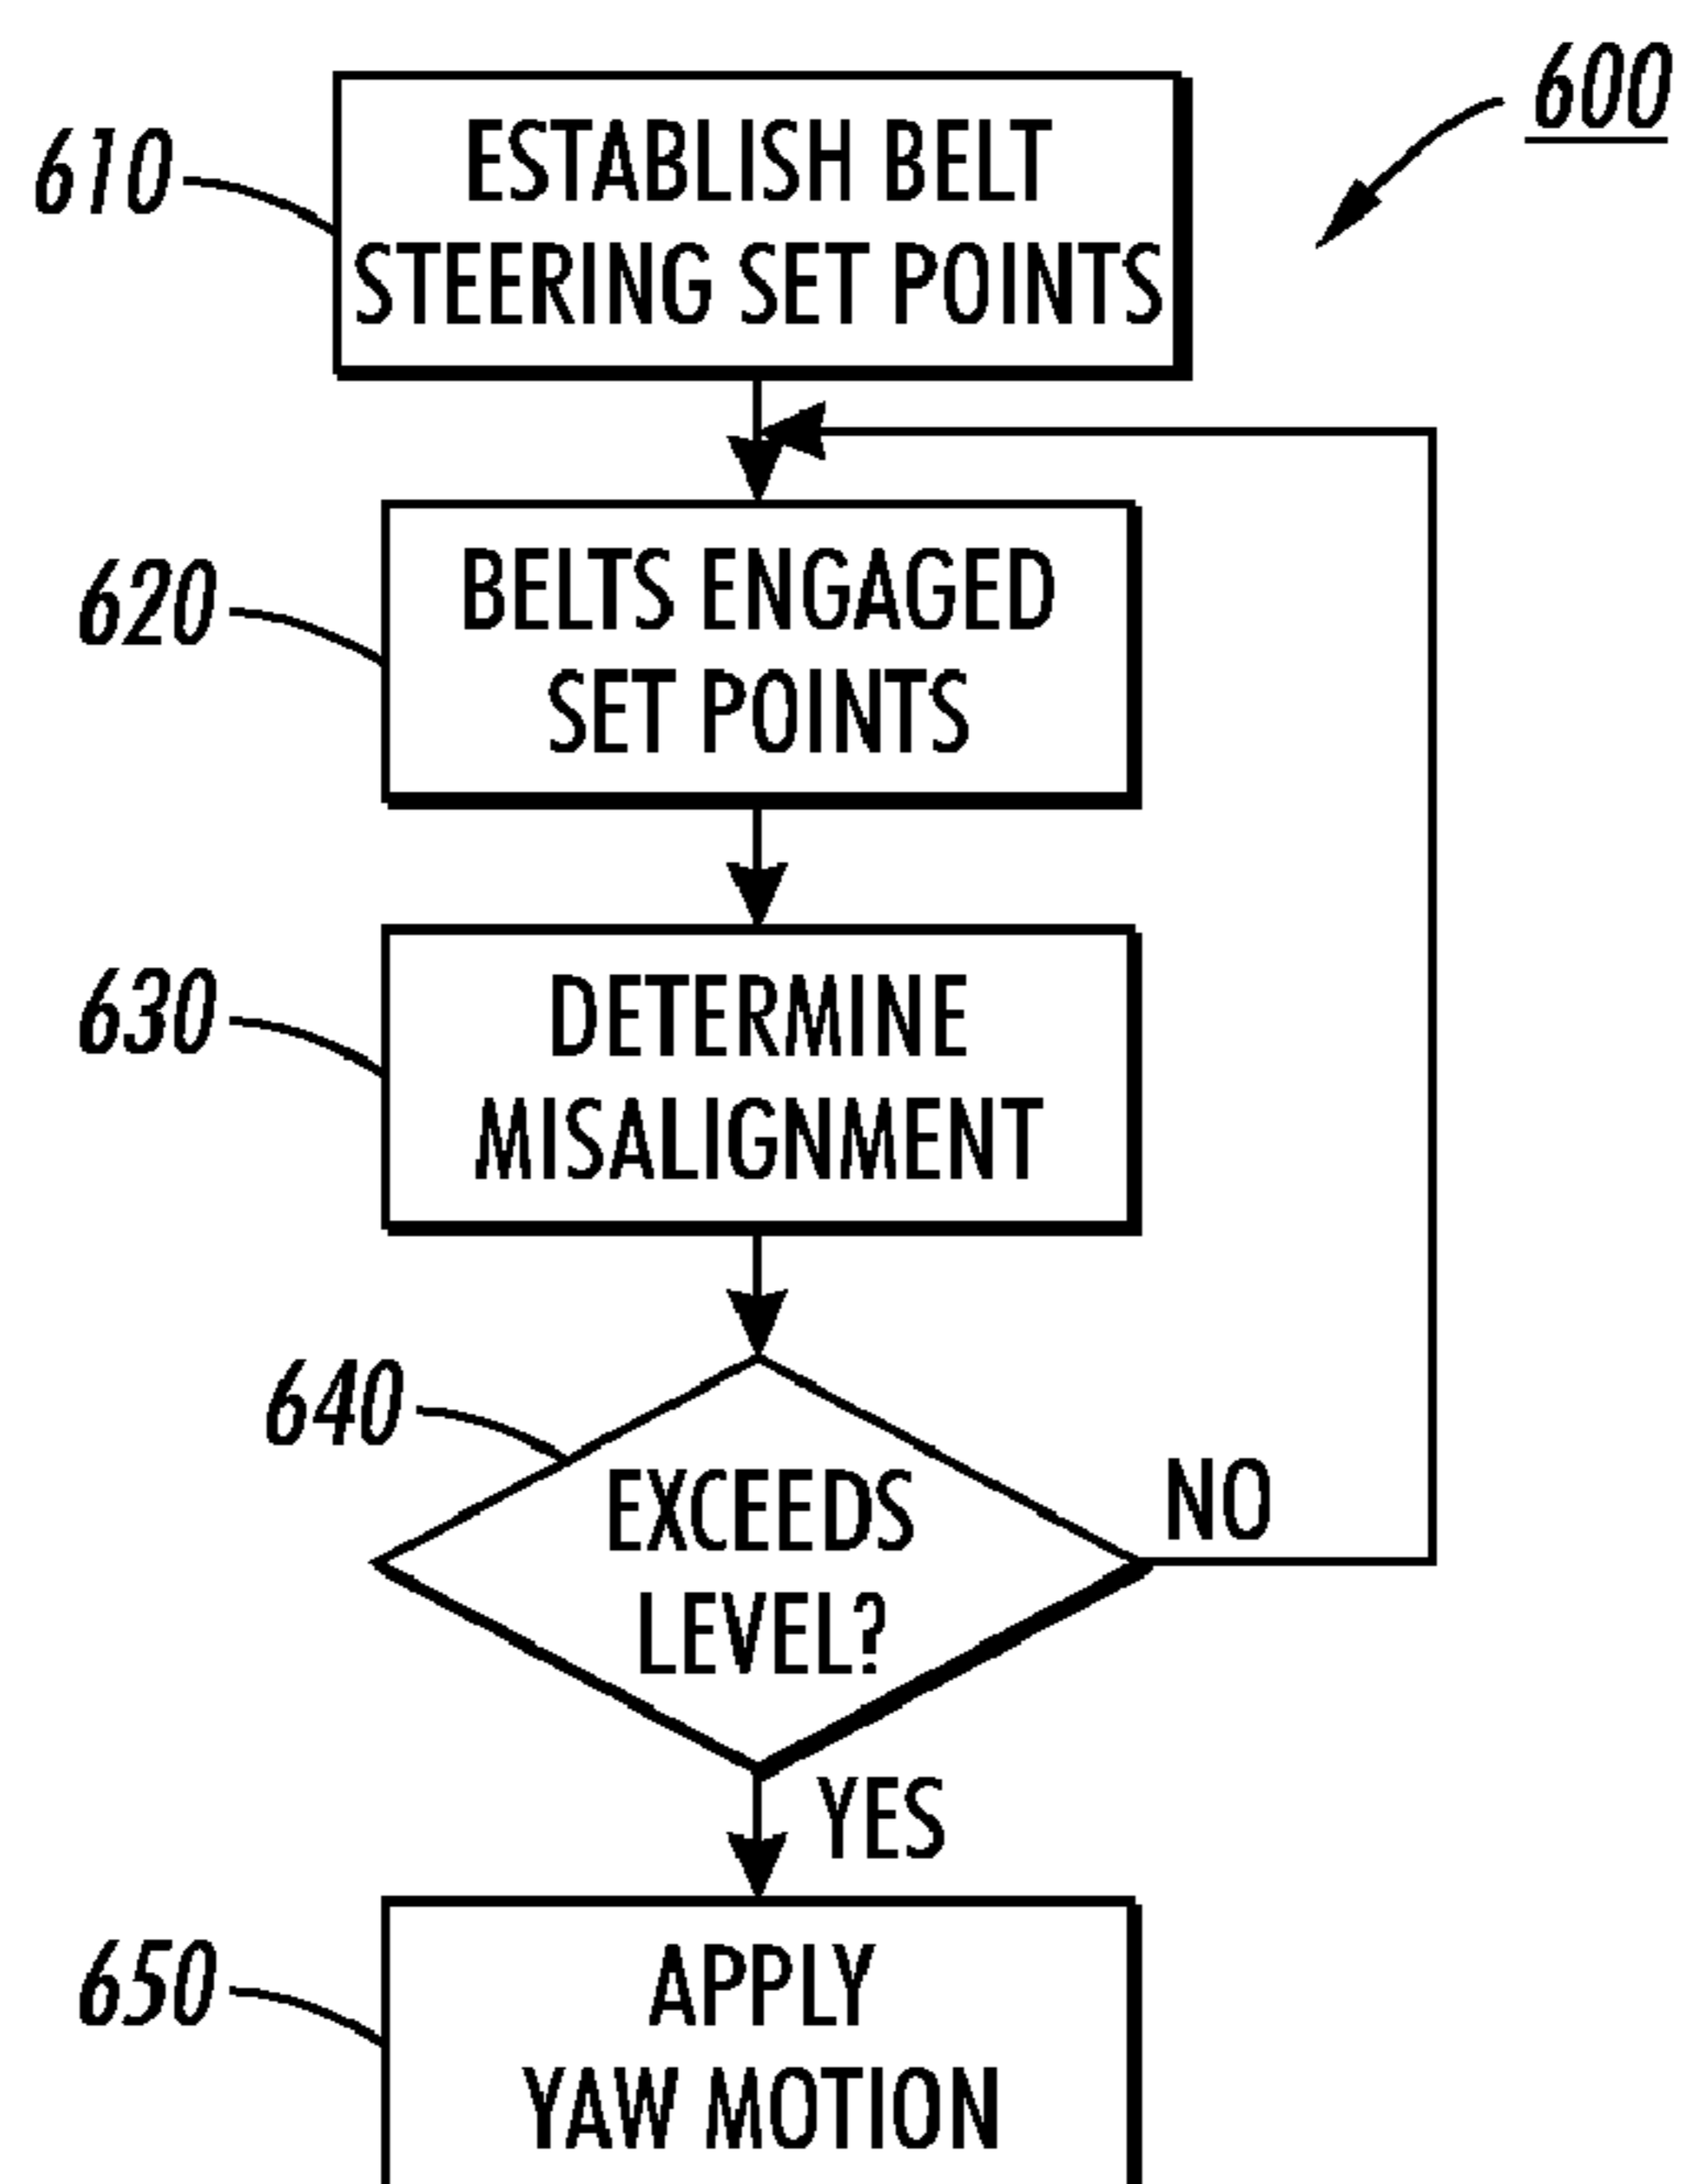 600
610
ESTABLISH BELT
STEERING SET POINTS
620
BELTS ENGAGED
SET POINTS
630
DETERMINE
MISALIGNMENT
640
EXCEEDS
LEVEL?
NO
YES
650
APPLY
YAW MOTION